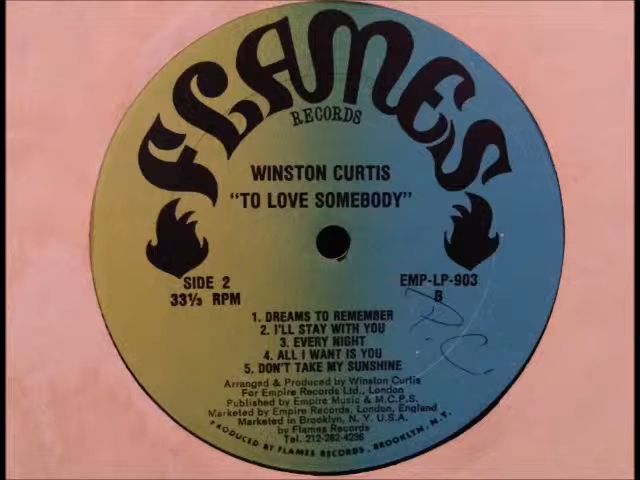 FLAMES
RECORDS
WINSTON CURTIS
"TO LOVE SOMEBODY"
SIDE 2
33⅓ RPM
EMP-LP-903
B
P.C.
1. DREAMS TO REMEMBER
2. I'LL STAY WITH YOU
3. EVERY NIGHT
4. ALL I WANT IS YOU
5. DON'T TAKE MY SUNSHINE
Arranged & Produced by Winston Curtis
For Empire Records Ltd., London
Published by Empire Music & M.C.P.S.
Marketed by Empire Records, London, England
Marketed in Brooklyn, N.Y. U.S.A.
by Flames Records
Tel. 212-282-4236
PRODUCED BY FLAMES RECORDS, BROOKLYN, N.Y.